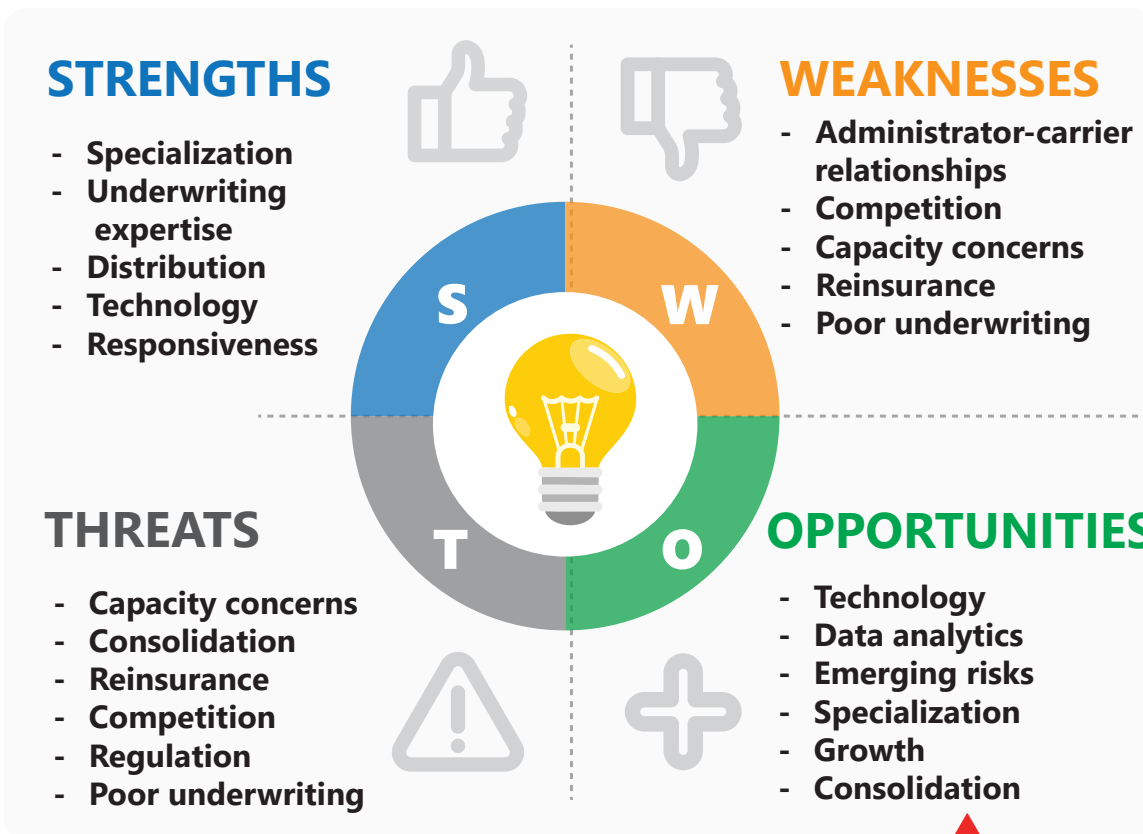 STRENGTHS
- Specialization
- Underwriting
expertise
- Distribution
- Technology
- Responsiveness
WEAKNESSES
- Administrator-carrier
relationships
- Competition
- Capacity concerns
- Reinsurance
- Poor underwriting
S
W
T
O
THREATS
- Capacity concerns
- Consolidation
- Reinsurance
- Competition
- Regulation
- Poor underwriting
OPPORTUNITIES
- Technology
- Data analytics
- Emerging risks
- Specialization
- Growth
- Consolidation